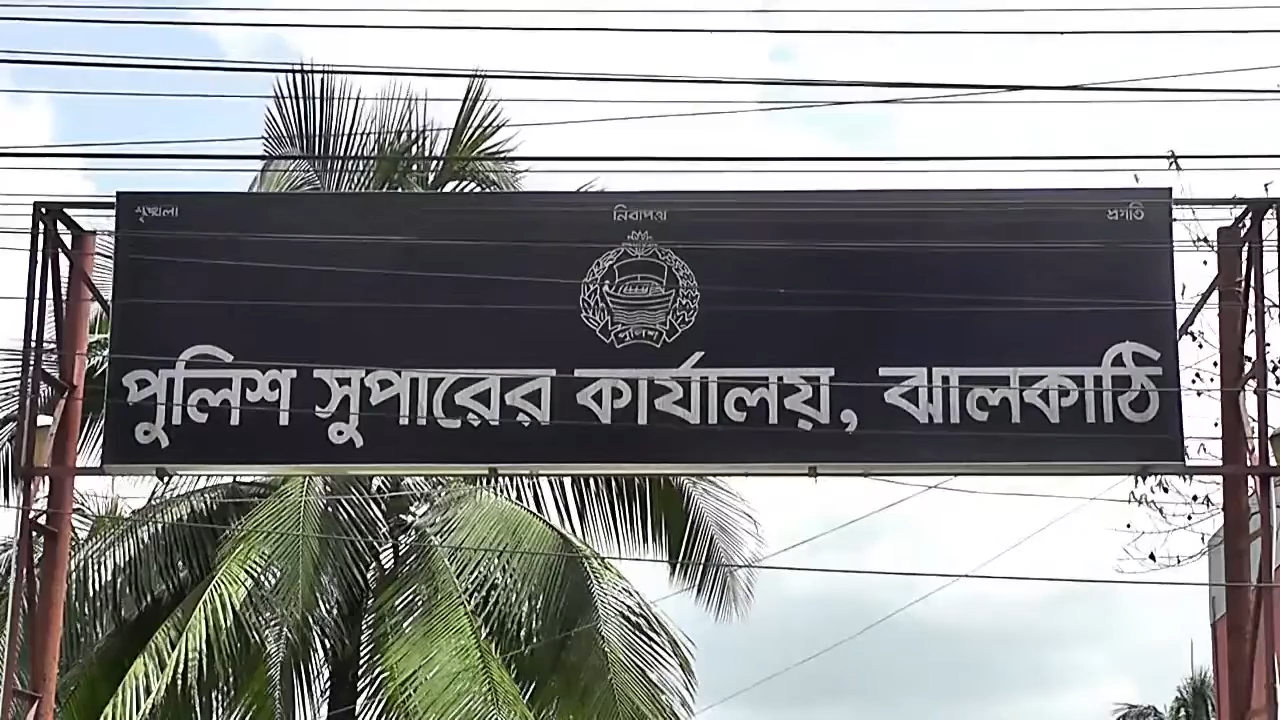 শৃঙ্খলা নিরাপত্তা প্রগতি
পুলিশ
পুলিশ সুপারের কার্যালয়, ঝালকাঠি